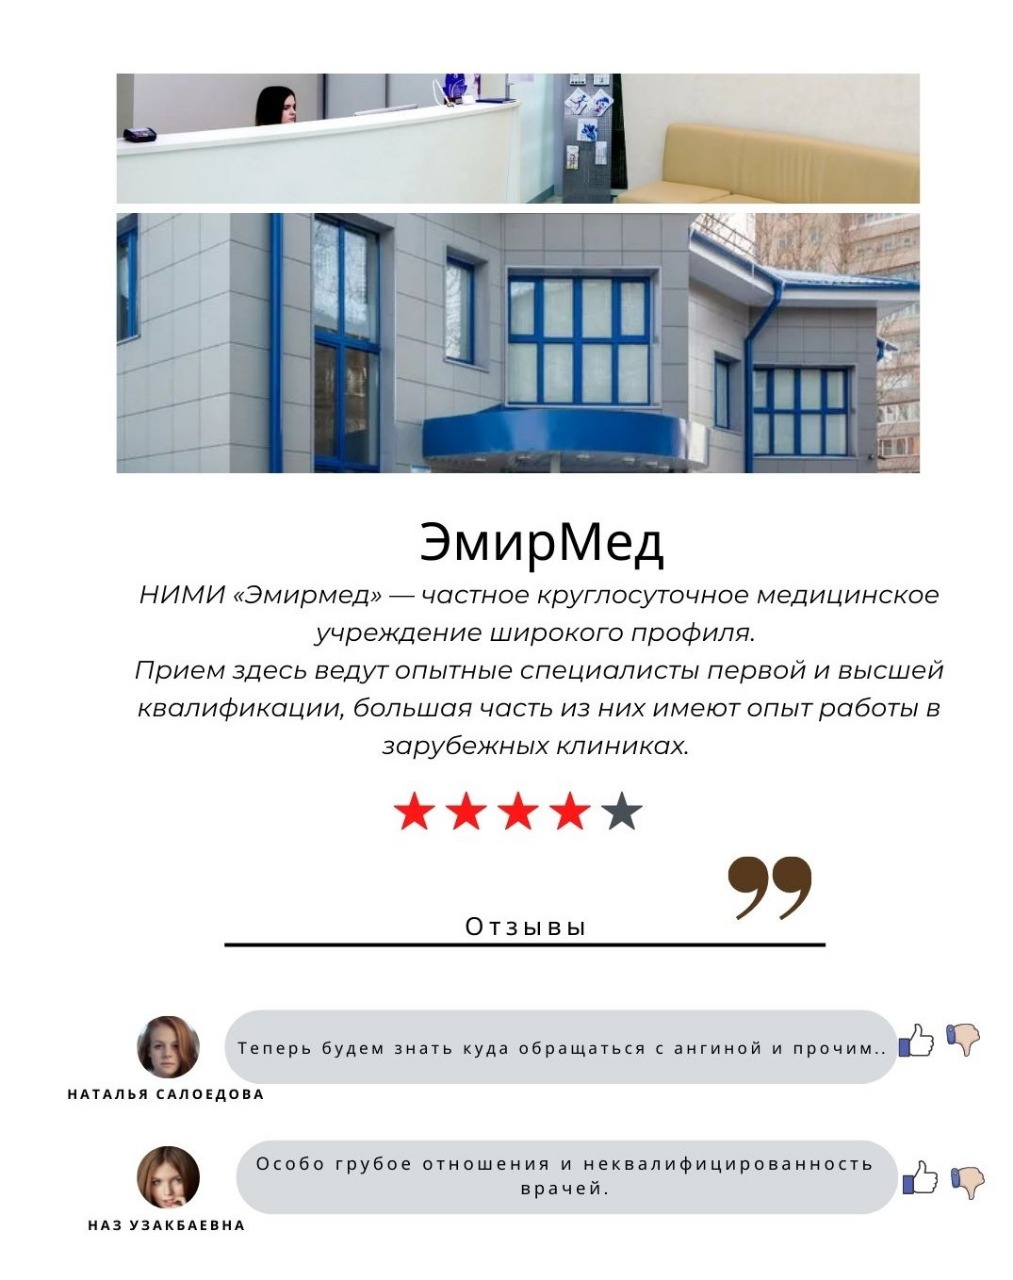 ЭмирМед
НИМИ «Эмирмед» — частное круглосуточное медицинское
учреждение широкого профиля.
Прием здесь ведут опытные специалисты первой и высшей
квалификации, большая часть из них имеют опыт работы в
зарубежных клиниках.
Отзывы
Теперь будем знать куда обращаться с ангиной и прочим..
НАТАЛЬЯ САЛОЕДОВА
Особо грубое отношения и неквалифицированность
врачей.
НАЗ УЗАКБАЕВНА